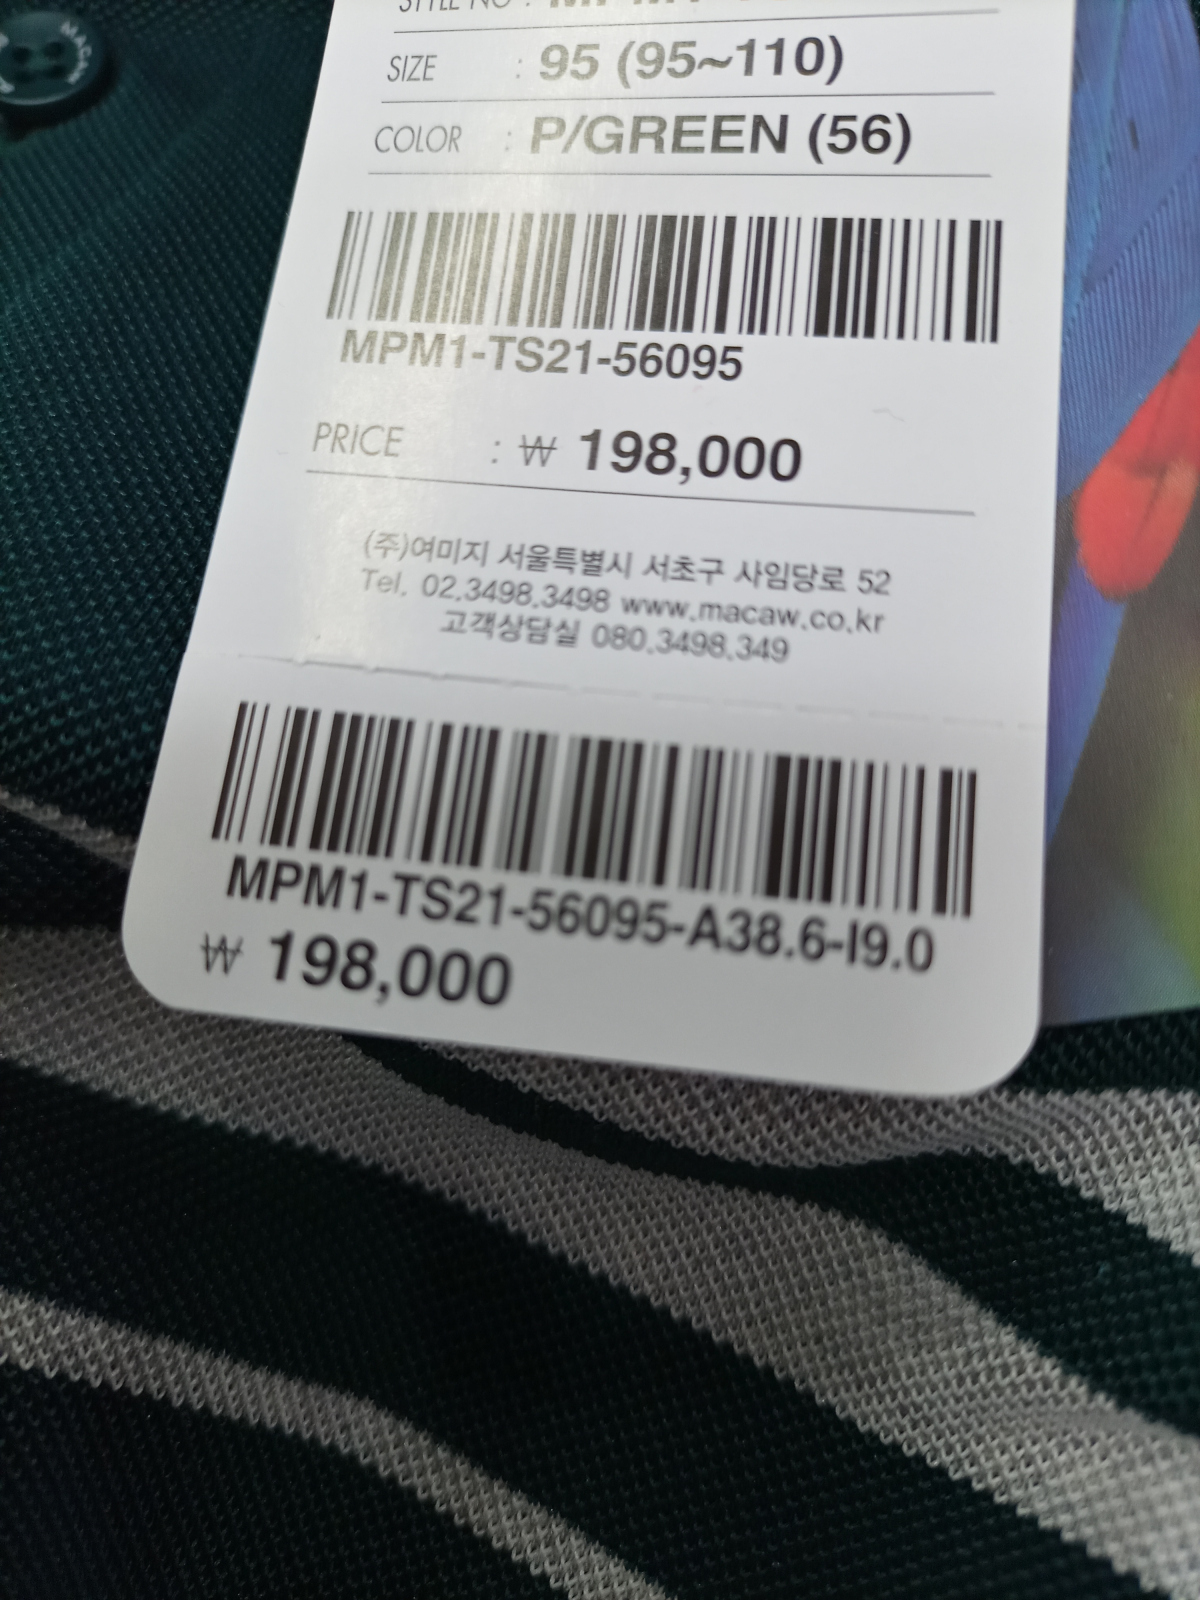 STYLE NO :
SIZE : 95 (95~110)
COLOR : P/GREEN (56)
MPM1-TS21-56095
PRICE : ₩ 198,000
(주)여미지 서울특별시 서초구 사임당로 52
Tel. 02.3498.3498 www.macaw.co.kr
고객상담실 080.3498.349
MPM1-TS21-56095-A38.6-I9.0
₩ 198,000